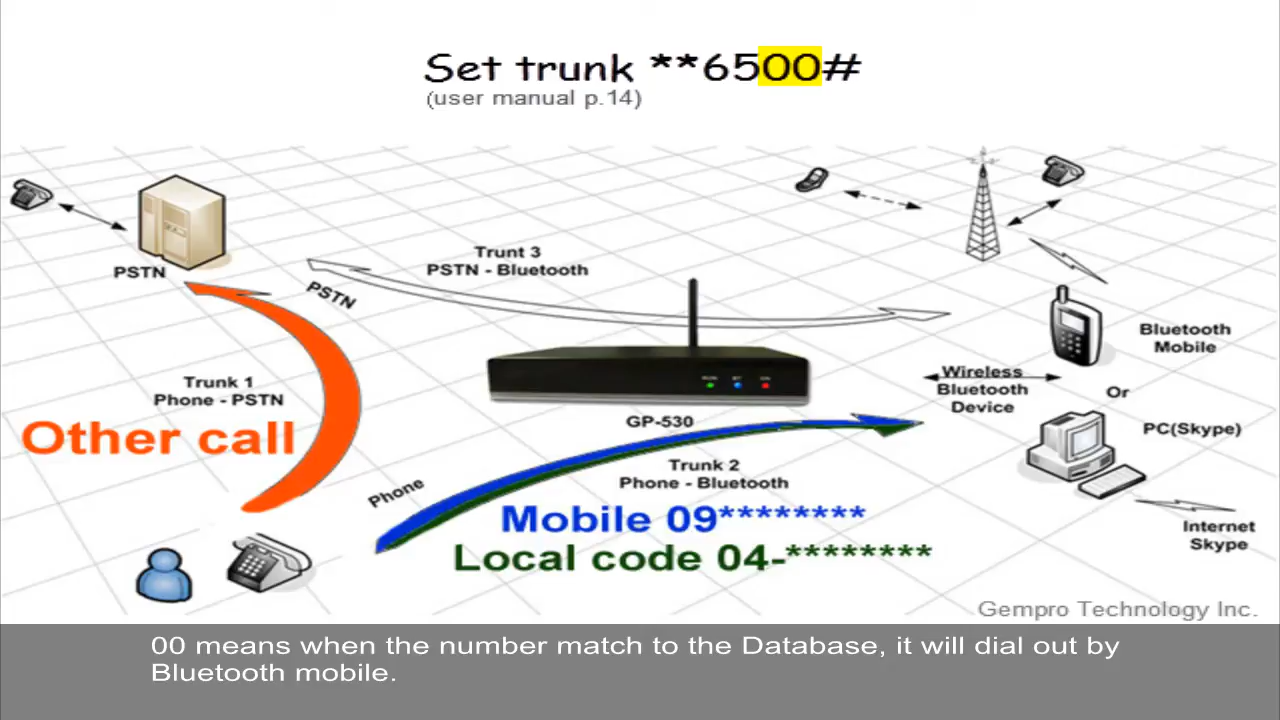 Set trunk **6500#
(user manual p.14)
Trunt 3
PSTN - Bluetooth
PSTN
PSTN
Bluetooth
Mobile
Wireless
Bluetooth
Device
Or
Trunk 1
Phone - PSTN
GP-530
PC(Skype)
Other call
Trunk 2
Phone - Bluetooth
Phone
Mobile 09********
Local code 04-********
Internet
Skype
Gempro Technology Inc.
00 means when the number match to the Database, it will dial out by
Bluetooth mobile.